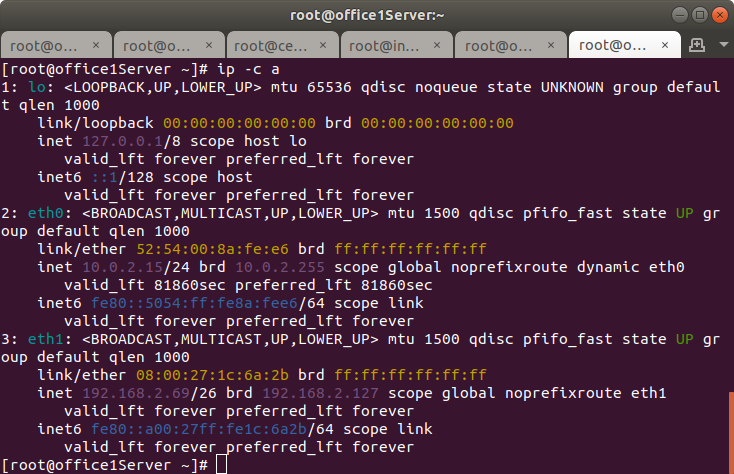 root@office1Server:~
root@o... × root@o... × root@ce... × root@in... × root@o... × root@o... ×
[root@office1Server ~]# ip -c a
1: lo: <LOOPBACK,UP,LOWER_UP> mtu 65536 qdisc noqueue state UNKNOWN group defaul
t qlen 1000
    link/loopback 00:00:00:00:00:00 brd 00:00:00:00:00:00
    inet 127.0.0.1/8 scope host lo
       valid_lft forever preferred_lft forever
    inet6 ::1/128 scope host
       valid_lft forever preferred_lft forever
2: eth0: <BROADCAST,MULTICAST,UP,LOWER_UP> mtu 1500 qdisc pfifo_fast state UP gr
oup default qlen 1000
    link/ether 52:54:00:8a:fe:e6 brd ff:ff:ff:ff:ff:ff
    inet 10.0.2.15/24 brd 10.0.2.255 scope global noprefixroute dynamic eth0
       valid_lft 81860sec preferred_lft 81860sec
    inet6 fe80::5054:ff:fe8a:fee6/64 scope link
       valid_lft forever preferred_lft forever
3: eth1: <BROADCAST,MULTICAST,UP,LOWER_UP> mtu 1500 qdisc pfifo_fast state UP gr
oup default qlen 1000
    link/ether 08:00:27:1c:6a:2b brd ff:ff:ff:ff:ff:ff
    inet 192.168.2.69/26 brd 192.168.2.127 scope global noprefixroute eth1
       valid_lft forever preferred_lft forever
    inet6 fe80::a00:27ff:fe1c:6a2b/64 scope link
       valid_lft forever preferred_lft forever
[root@office1Server ~]#